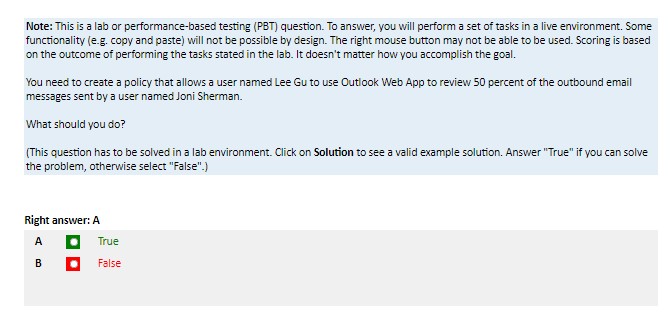 Note: This is a lab or performance-based testing (PBT) question. To answer, you will perform a set of tasks in a live environment. Some
functionality (e.g. copy and paste) will not be possible by design. The right mouse button may not be able to be used. Scoring is based
on the outcome of performing the tasks stated in the lab. It doesn't matter how you accomplish the goal.
You need to create a policy that allows a user named Lee Gu to use Outlook Web App to review 50 percent of the outbound email
messages sent by a user named Joni Sherman.
What should you do?
(This question has to be solved in a lab environment. Click on Solution to see a valid example solution. Answer "True" if you can solve
the problem, otherwise select "False".)
Right answer: A
A True
B False